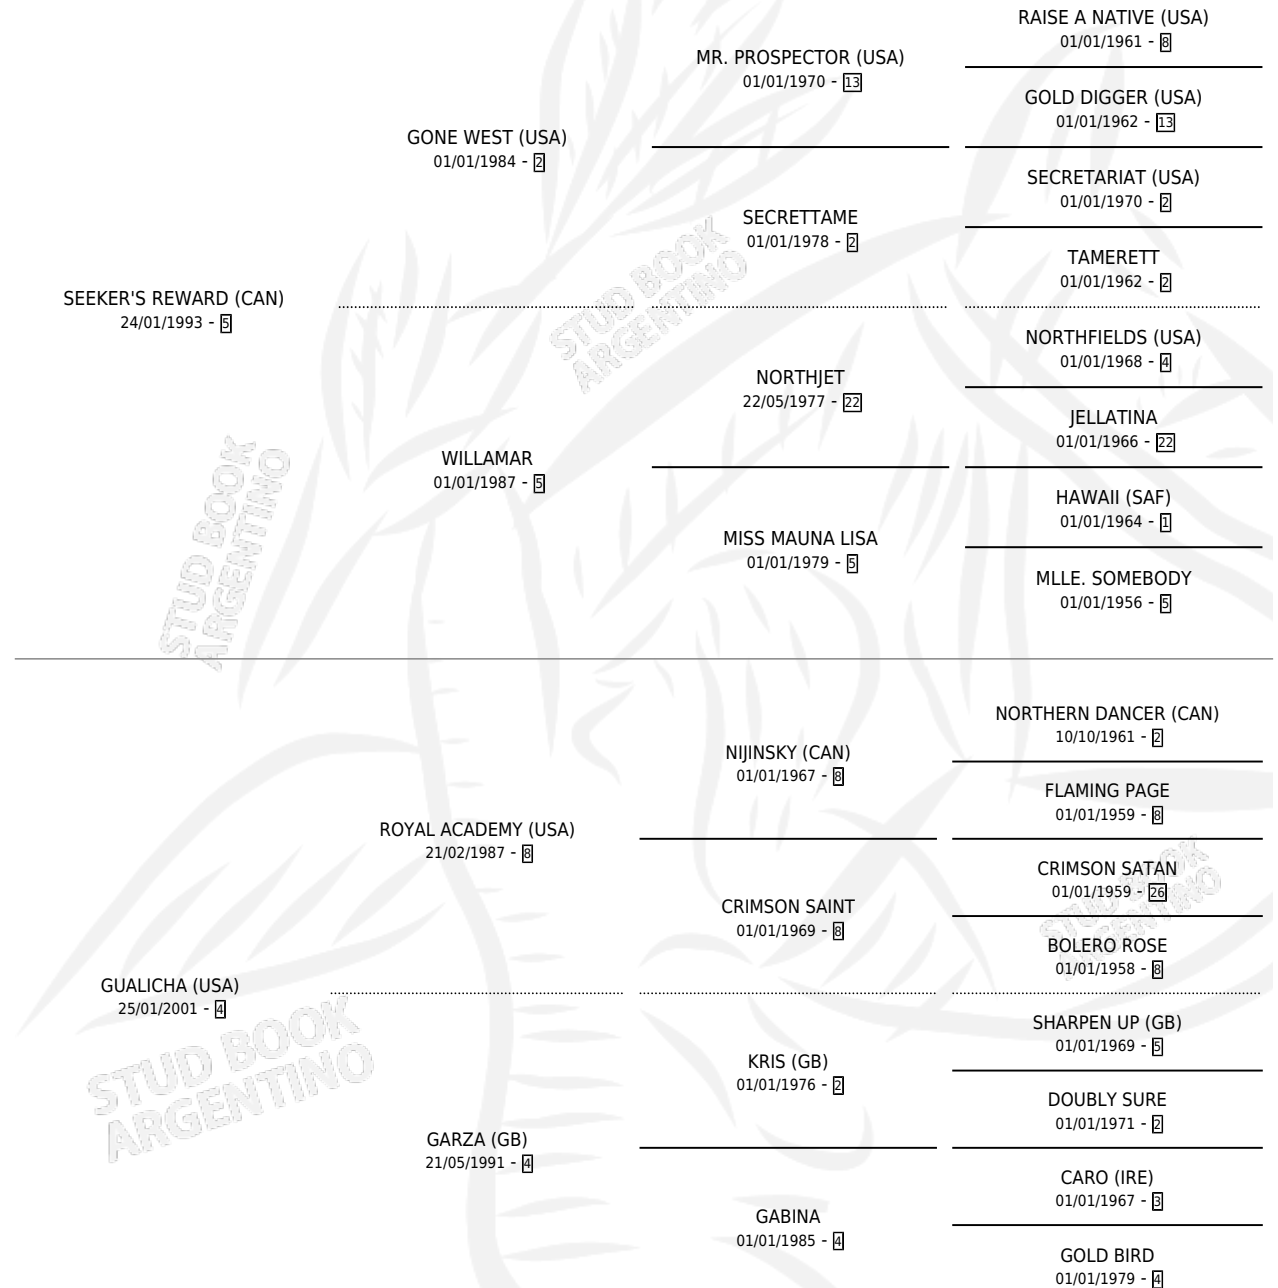 RAISE A NATIVE (USA)
01/01/1961 - 8
MR. PROSPECTOR (USA)
01/01/1970 - 13
GOLD DIGGER (USA)
01/01/1962 - 13
GONE WEST (USA)
01/01/1984 - 2
SECRETARIAT (USA)
01/01/1970 - 2
SECRETTAME
01/01/1978 - 2
TAMERETT
01/01/1962 - 2
SEEKER'S REWARD (CAN)
24/01/1993 - 5
NORTHFIELDS (USA)
01/01/1968 - 4
NORTHJET
22/05/1977 - 22
JELLATINA
01/01/1966 - 22
WILLAMAR
01/01/1987 - 5
HAWAII (SAF)
01/01/1964 - 1
MISS MAUNA LISA
01/01/1979 - 5
MLLE. SOMEBODY
01/01/1956 - 5
NORTHERN DANCER (CAN)
10/10/1961 - 2
NIJINSKY (CAN)
01/01/1967 - 8
FLAMING PAGE
01/01/1959 - 8
ROYAL ACADEMY (USA)
21/02/1987 - 8
CRIMSON SATAN
01/01/1959 - 26
CRIMSON SAINT
01/01/1969 - 8
BOLERO ROSE
01/01/1958 - 8
GUALICHA (USA)
25/01/2001 - 4
SHARPEN UP (GB)
01/01/1969 - 5
KRIS (GB)
01/01/1976 - 2
DOUBLY SURE
01/01/1971 - 2
GARZA (GB)
21/05/1991 - 4
CARO (IRE)
01/01/1967 - 3
GABINA
01/01/1985 - 4
GOLD BIRD
01/01/1979 - 4
STUD BOOK
ARGENTINO
STUD BOOK
ARGENTINO
STUD BOOK
ARGENTINO
STUD BOOK
ARGENTINO